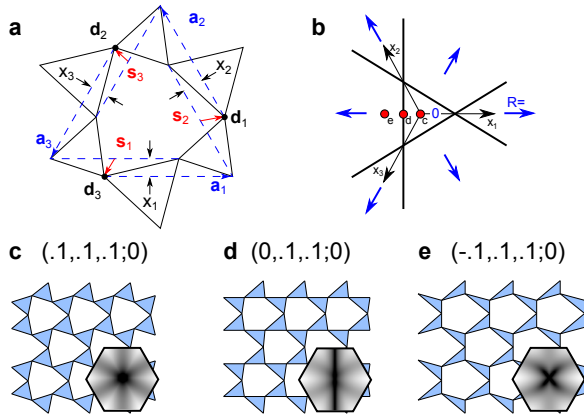 a
d₂
a₂
x₃
s₃
x₂
s₂
d₁
a₃
s₁
a₁
d₃
x₁
b
x₂
R=
0
e
d
c
x₁
x₃
c (.1,.1,.1;0)
d (0,.1,.1;0)
e (-.1,.1,.1;0)